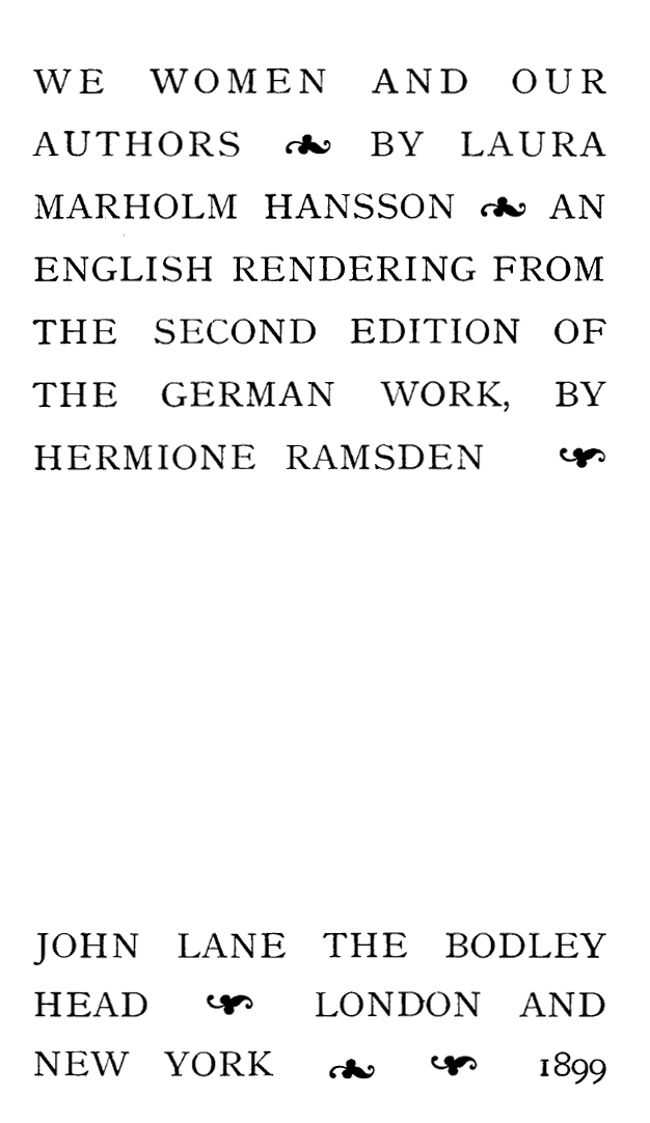 WE WOMEN AND OUR
AUTHORS ❧ BY LAURA
MARHOLM HANSSON ❧ AN
ENGLISH RENDERING FROM
THE SECOND EDITION OF
THE GERMAN WORK, BY
HERMIONE RAMSDEN ❧
JOHN LANE THE BODLEY
HEAD ❧ LONDON AND
NEW YORK ❧ ❧ 1899